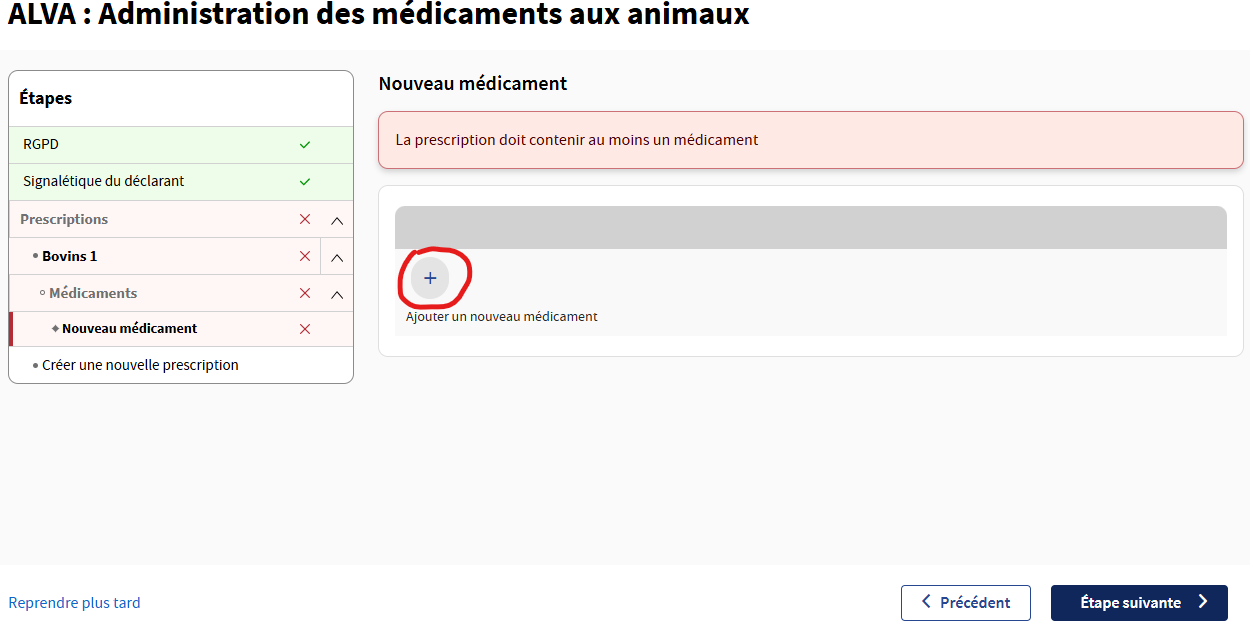 ALVA : Administration des médicaments aux animaux
Étapes
RGPD
Signalétique du déclarant
Prescriptions
Bovins 1
Médicaments
Nouveau médicament
Créer une nouvelle prescription
Nouveau médicament
La prescription doit contenir au moins un médicament
Ajouter un nouveau médicament
Reprendre plus tard
Précédent
Étape suivante